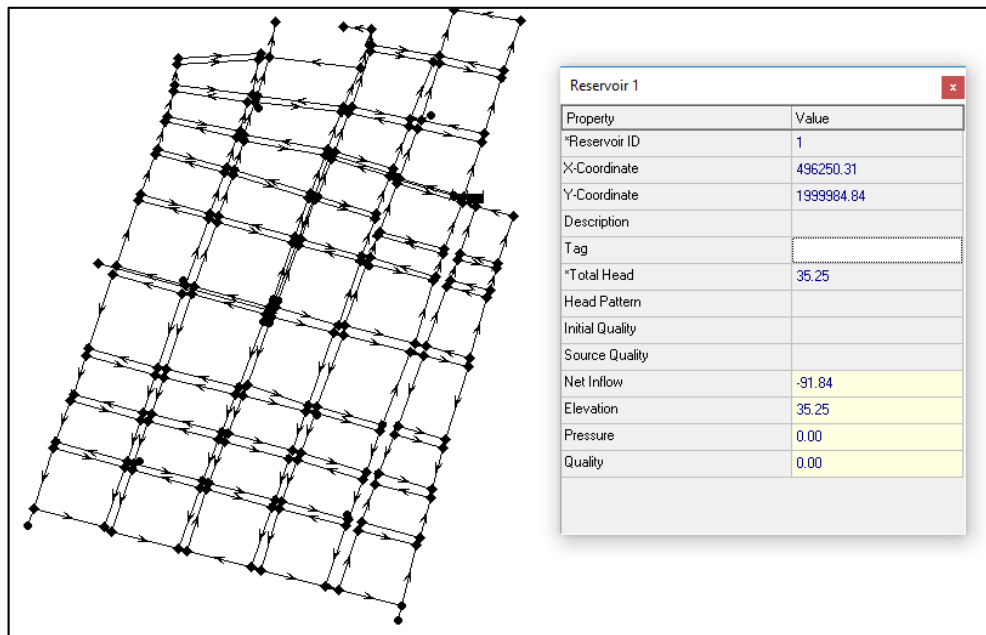 Reservoir 1
x
Property Value
*Reservoir ID 1
X-Coordinate 496250.31
Y-Coordinate 1999984.84
Description
Tag
*Total Head 35.25
Head Pattern
Initial Quality
Source Quality
Net Inflow -91.84
Elevation 35.25
Pressure 0.00
Quality 0.00